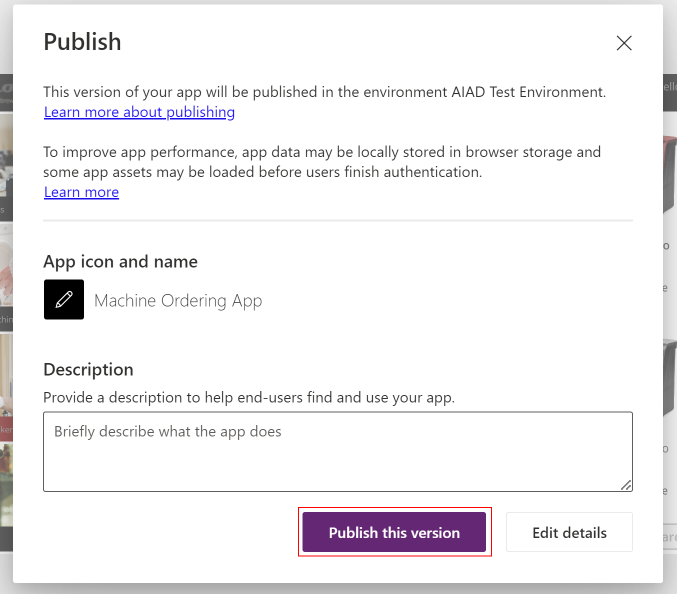 Publish
This version of your app will be published in the environment AIAD Test Environment.
Learn more about publishing
To improve app performance, app data may be locally stored in browser storage and
some app assets may be loaded before users finish authentication.
Learn more
App icon and name
Machine Ordering App
Description
Provide a description to help end-users find and use your app.
Briefly describe what the app does
Publish this version
Edit details